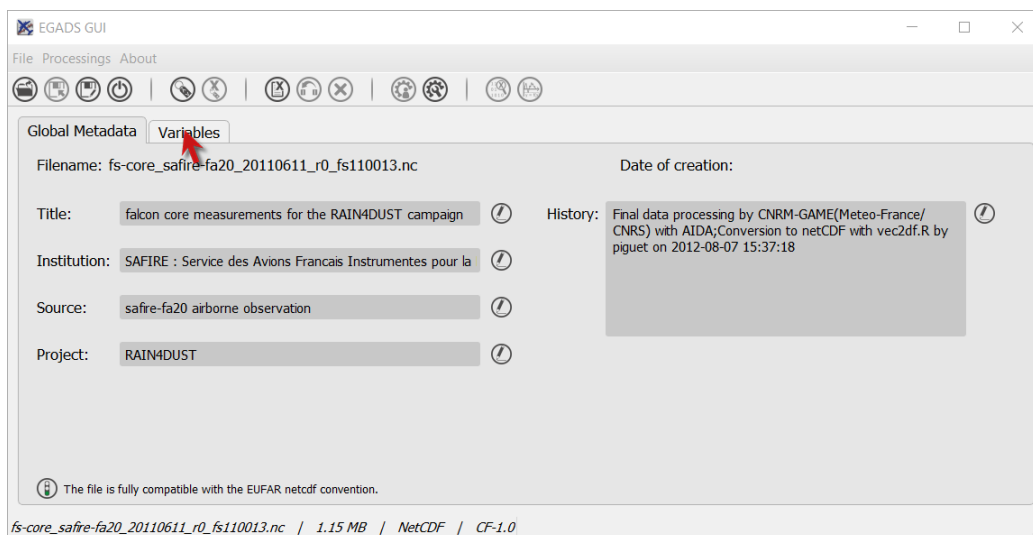 EGADS GUI
File Processings About
Global Metadata Variables
Filename: fs-core_safire-fa20_20110611_r0_fs110013.nc
Date of creation:
Title: falcon core measurements for the RAIN4DUST campaign
Institution: SAFIRE : Service des Avions Francais Instrumentes pour la
Source: safire-fa20 airborne observation
Project: RAIN4DUST
History: Final data processing by CNRM-GAME(Meteo-France/
CNRS) with AIDA;Conversion to netCDF with vec2df.R by
piguet on 2012-08-07 15:37:18
The file is fully compatible with the EUFAR netcdf convention.
fs-core_safire-fa20_20110611_r0_fs110013.nc | 1.15 MB | NetCDF | CF-1.0